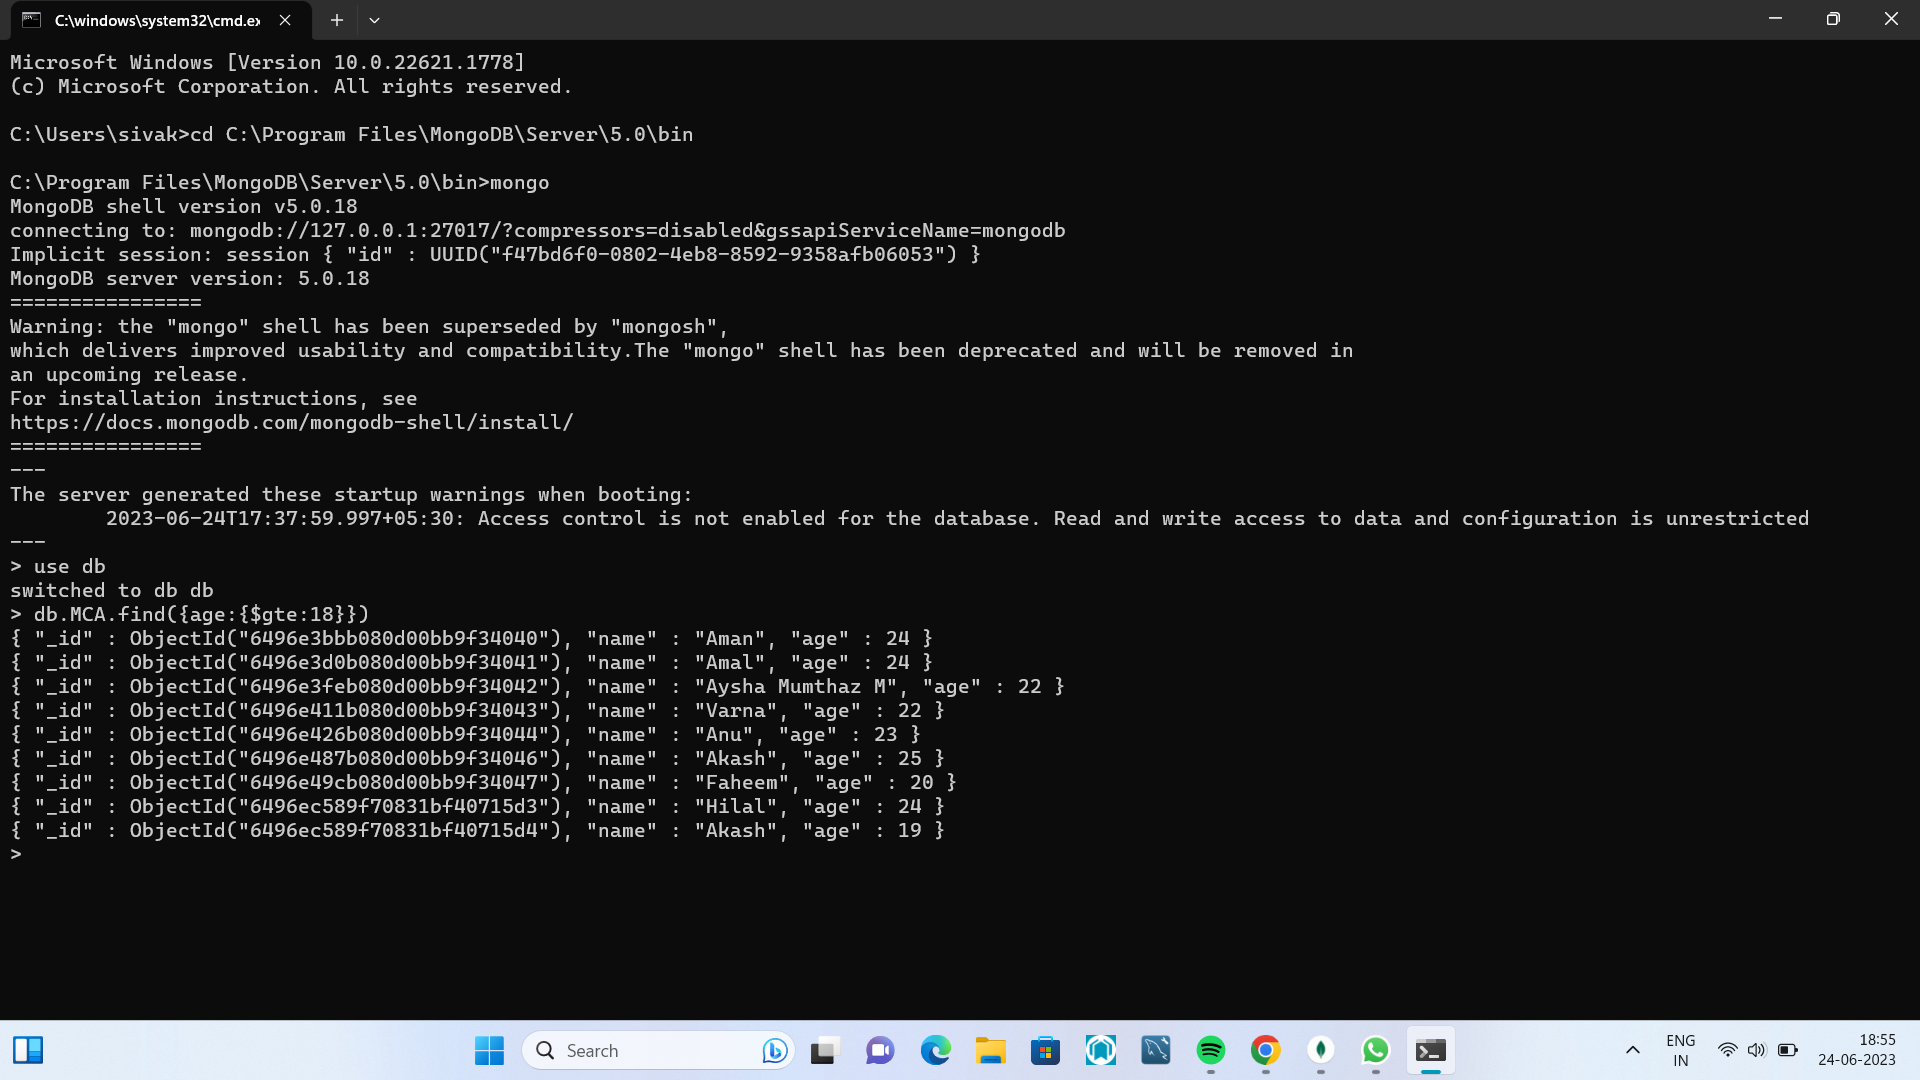 C:\windows\system32\cmd.ex
Microsoft Windows [Version 10.0.22621.1778]
(c) Microsoft Corporation. All rights reserved.
C:\Users\sivak>cd C:\Program Files\MongoDB\Server\5.0\bin
C:\Program Files\MongoDB\Server\5.0\bin>mongo
MongoDB shell version v5.0.18
connecting to: mongodb://127.0.0.1:27017/?compressors=disabled&gssapiServiceName=mongodb
Implicit session: session { "id" : UUID("f47bd6f0-0802-4eb8-8592-9358afb06053") }
MongoDB server version: 5.0.18
================
Warning: the "mongo" shell has been superseded by "mongosh",
which delivers improved usability and compatibility.The "mongo" shell has been deprecated and will be removed in
an upcoming release.
For installation instructions, see
https://docs.mongodb.com/mongodb-shell/install/
================
---
The server generated these startup warnings when booting:
        2023-06-24T17:37:59.997+05:30: Access control is not enabled for the database. Read and write access to data and configuration is unrestricted
---
> use db
switched to db db
> db.MCA.find({age:{$gte:18}})
{ "_id" : ObjectId("6496e3bbb080d00bb9f34040"), "name" : "Aman", "age" : 24 }
{ "_id" : ObjectId("6496e3d0b080d00bb9f34041"), "name" : "Amal", "age" : 24 }
{ "_id" : ObjectId("6496e3feb080d00bb9f34042"), "name" : "Aysha Mumthaz M", "age" : 22 }
{ "_id" : ObjectId("6496e411b080d00bb9f34043"), "name" : "Varna", "age" : 22 }
{ "_id" : ObjectId("6496e426b080d00bb9f34044"), "name" : "Anu", "age" : 23 }
{ "_id" : ObjectId("6496e487b080d00bb9f34046"), "name" : "Akash", "age" : 25 }
{ "_id" : ObjectId("6496e49cb080d00bb9f34047"), "name" : "Faheem", "age" : 20 }
{ "_id" : ObjectId("6496ec589f70831bf40715d3"), "name" : "Hilal", "age" : 24 }
{ "_id" : ObjectId("6496ec589f70831bf40715d4"), "name" : "Akash", "age" : 19 }
>
Search
ENG
IN
18:55
24-06-2023